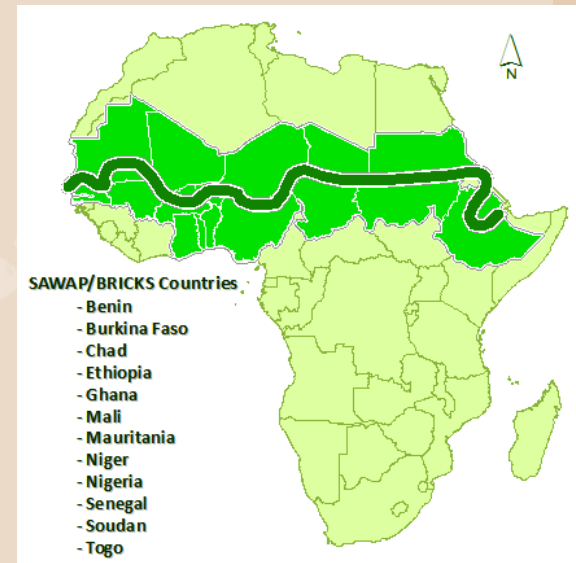 N
SAWAP/BRICKS Countries
- Benin
- Burkina Faso
- Chad
- Ethiopia
- Ghana
- Mali
- Mauritania
- Niger
- Nigeria
- Senegal
- Soudan
- Togo